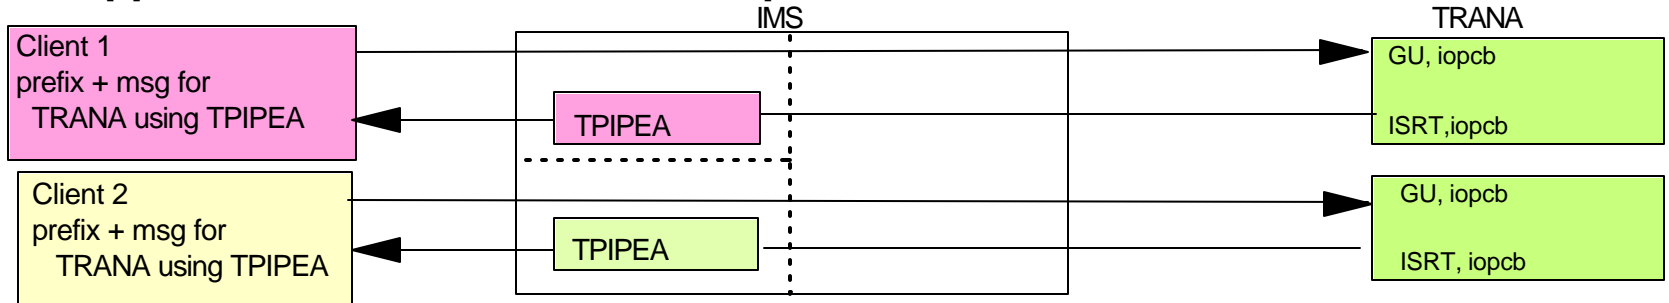 IMS
TRANA
Client 1
prefix + msg for
TRANA using TPIPEA
TPIPEA
GU, iopcb
ISRT,iopcb
Client 2
prefix + msg for
TRANA using TPIPEA
TPIPEA
GU, iopcb
ISRT, iopcb